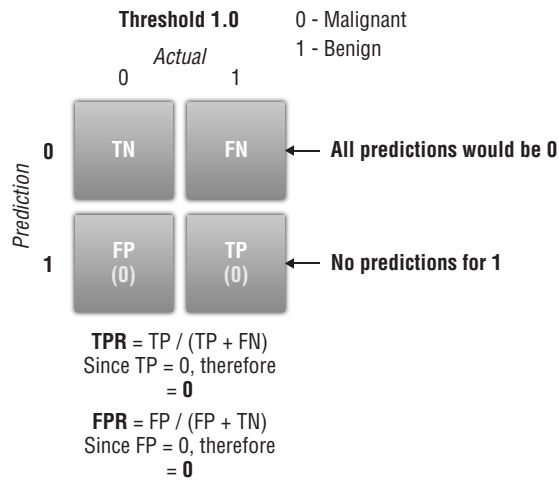 Threshold 1.0
0 - Malignant
1 - Benign
Actual
0 1
Prediction
0
TN
FN
All predictions would be 0
1
FP
(0)
TP
(0)
No predictions for 1
TPR = TP / (TP + FN)
Since TP = 0, therefore
= 0
FPR = FP / (FP + TN)
Since FP = 0, therefore
= 0